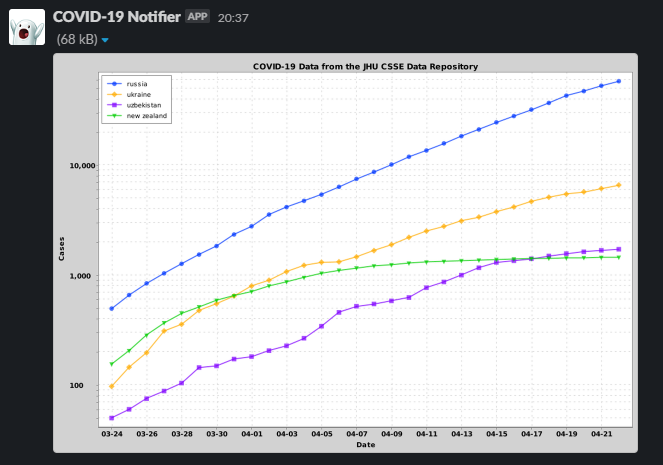 COVID-19 Notifier APP 20:37
(68 kB)
COVID-19 Data from the JHU CSSE Data Repository
russia
ukraine
uzbekistan
new zealand
10,000
1,000
100
Cases
03-24 03-26 03-28 03-30 04-01 04-03 04-05 04-07 04-09 04-11 04-13 04-15 04-17 04-19 04-21
Date